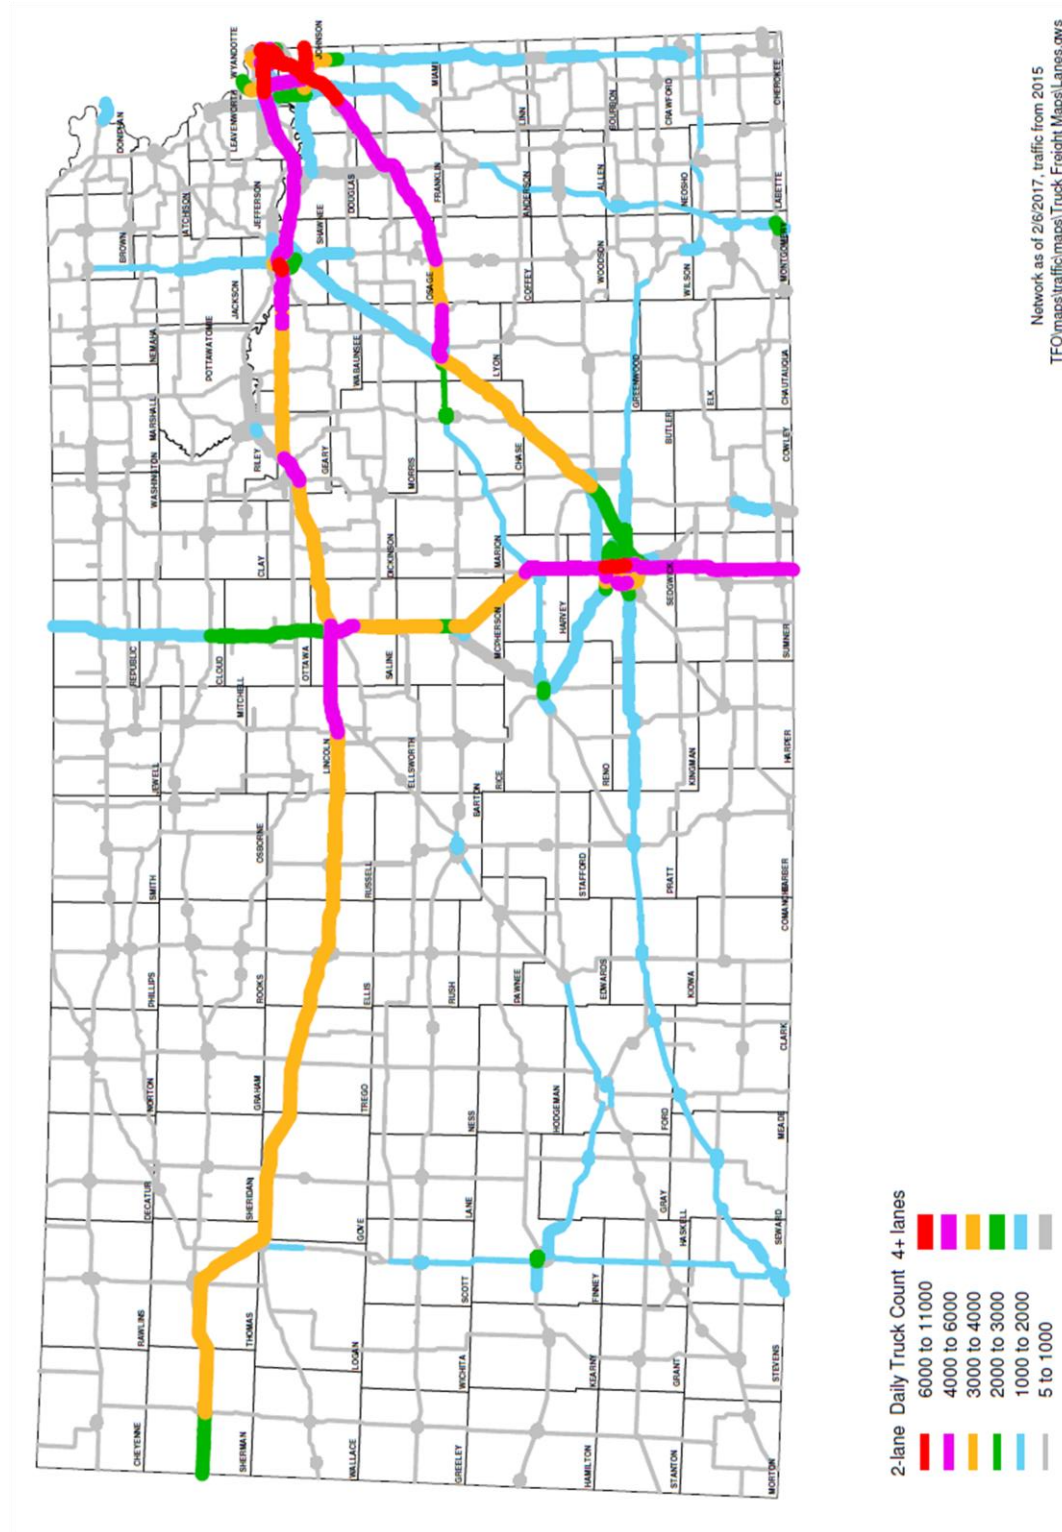 CHEYENNE
RAWLINS
DECATUR
NORTON
PHILLIPS
SMITH
JEWELL
REPUBLIC
WASHINGTON
MARSHALL
NEMAHA
BROWN
DONIPHAN
SHERMAN
THOMAS
SHERIDAN
GRAHAM
ROOKS
OSBORNE
MITCHELL
CLOUD
CLAY
RILEY
POTTAWATOMIE
JACKSON
ATCHISON
JEFFERSON
LEAVENWORTH
WYANDOTTE
WALLACE
LOGAN
GOVE
TREGO
ELLIS
RUSSELL
LINCOLN
OTTAWA
SALINE
DICKINSON
GEARY
MORRIS
WABAUNSEE
SHAWNEE
DOUGLAS
JOHNSON
GREELEY
WICHITA
SCOTT
LANE
NESS
RUSH
BARTON
ELLSWORTH
RICE
MCPHERSON
MARION
CHASE
LYON
OSAGE
FRANKLIN
MIAMI
HAMILTON
KEARNY
FINNEY
HODGEMAN
PAWNEE
EDWARDS
STAFFORD
RENO
HARVEY
COFFEY
ANDERSON
LINN
STANTON
GRANT
HASKELL
GRAY
FORD
KIOWA
PRATT
KINGMAN
SEDGWICK
BUTLER
GREENWOOD
WOODSON
ALLEN
BOURBON
ELK
WILSON
NEOSHO
CRAWFORD
MORTON
STEVENS
SEWARD
MEADE
CLARK
COMANCHE
BARBER
HARPER
SUMNER
COWLEY
CHAUTAUQUA
MONTGOMERY
LABETTE
CHEROKEE
2-lane Daily Truck Count 4+ lanes
6000 to 11000
4000 to 6000
3000 to 4000
2000 to 3000
1000 to 2000
5 to 1000
Network as of 2/6/2017, traffic from 2015
TFO\maps\traffic\maps\Truck Freight Maps\Lanes.qws